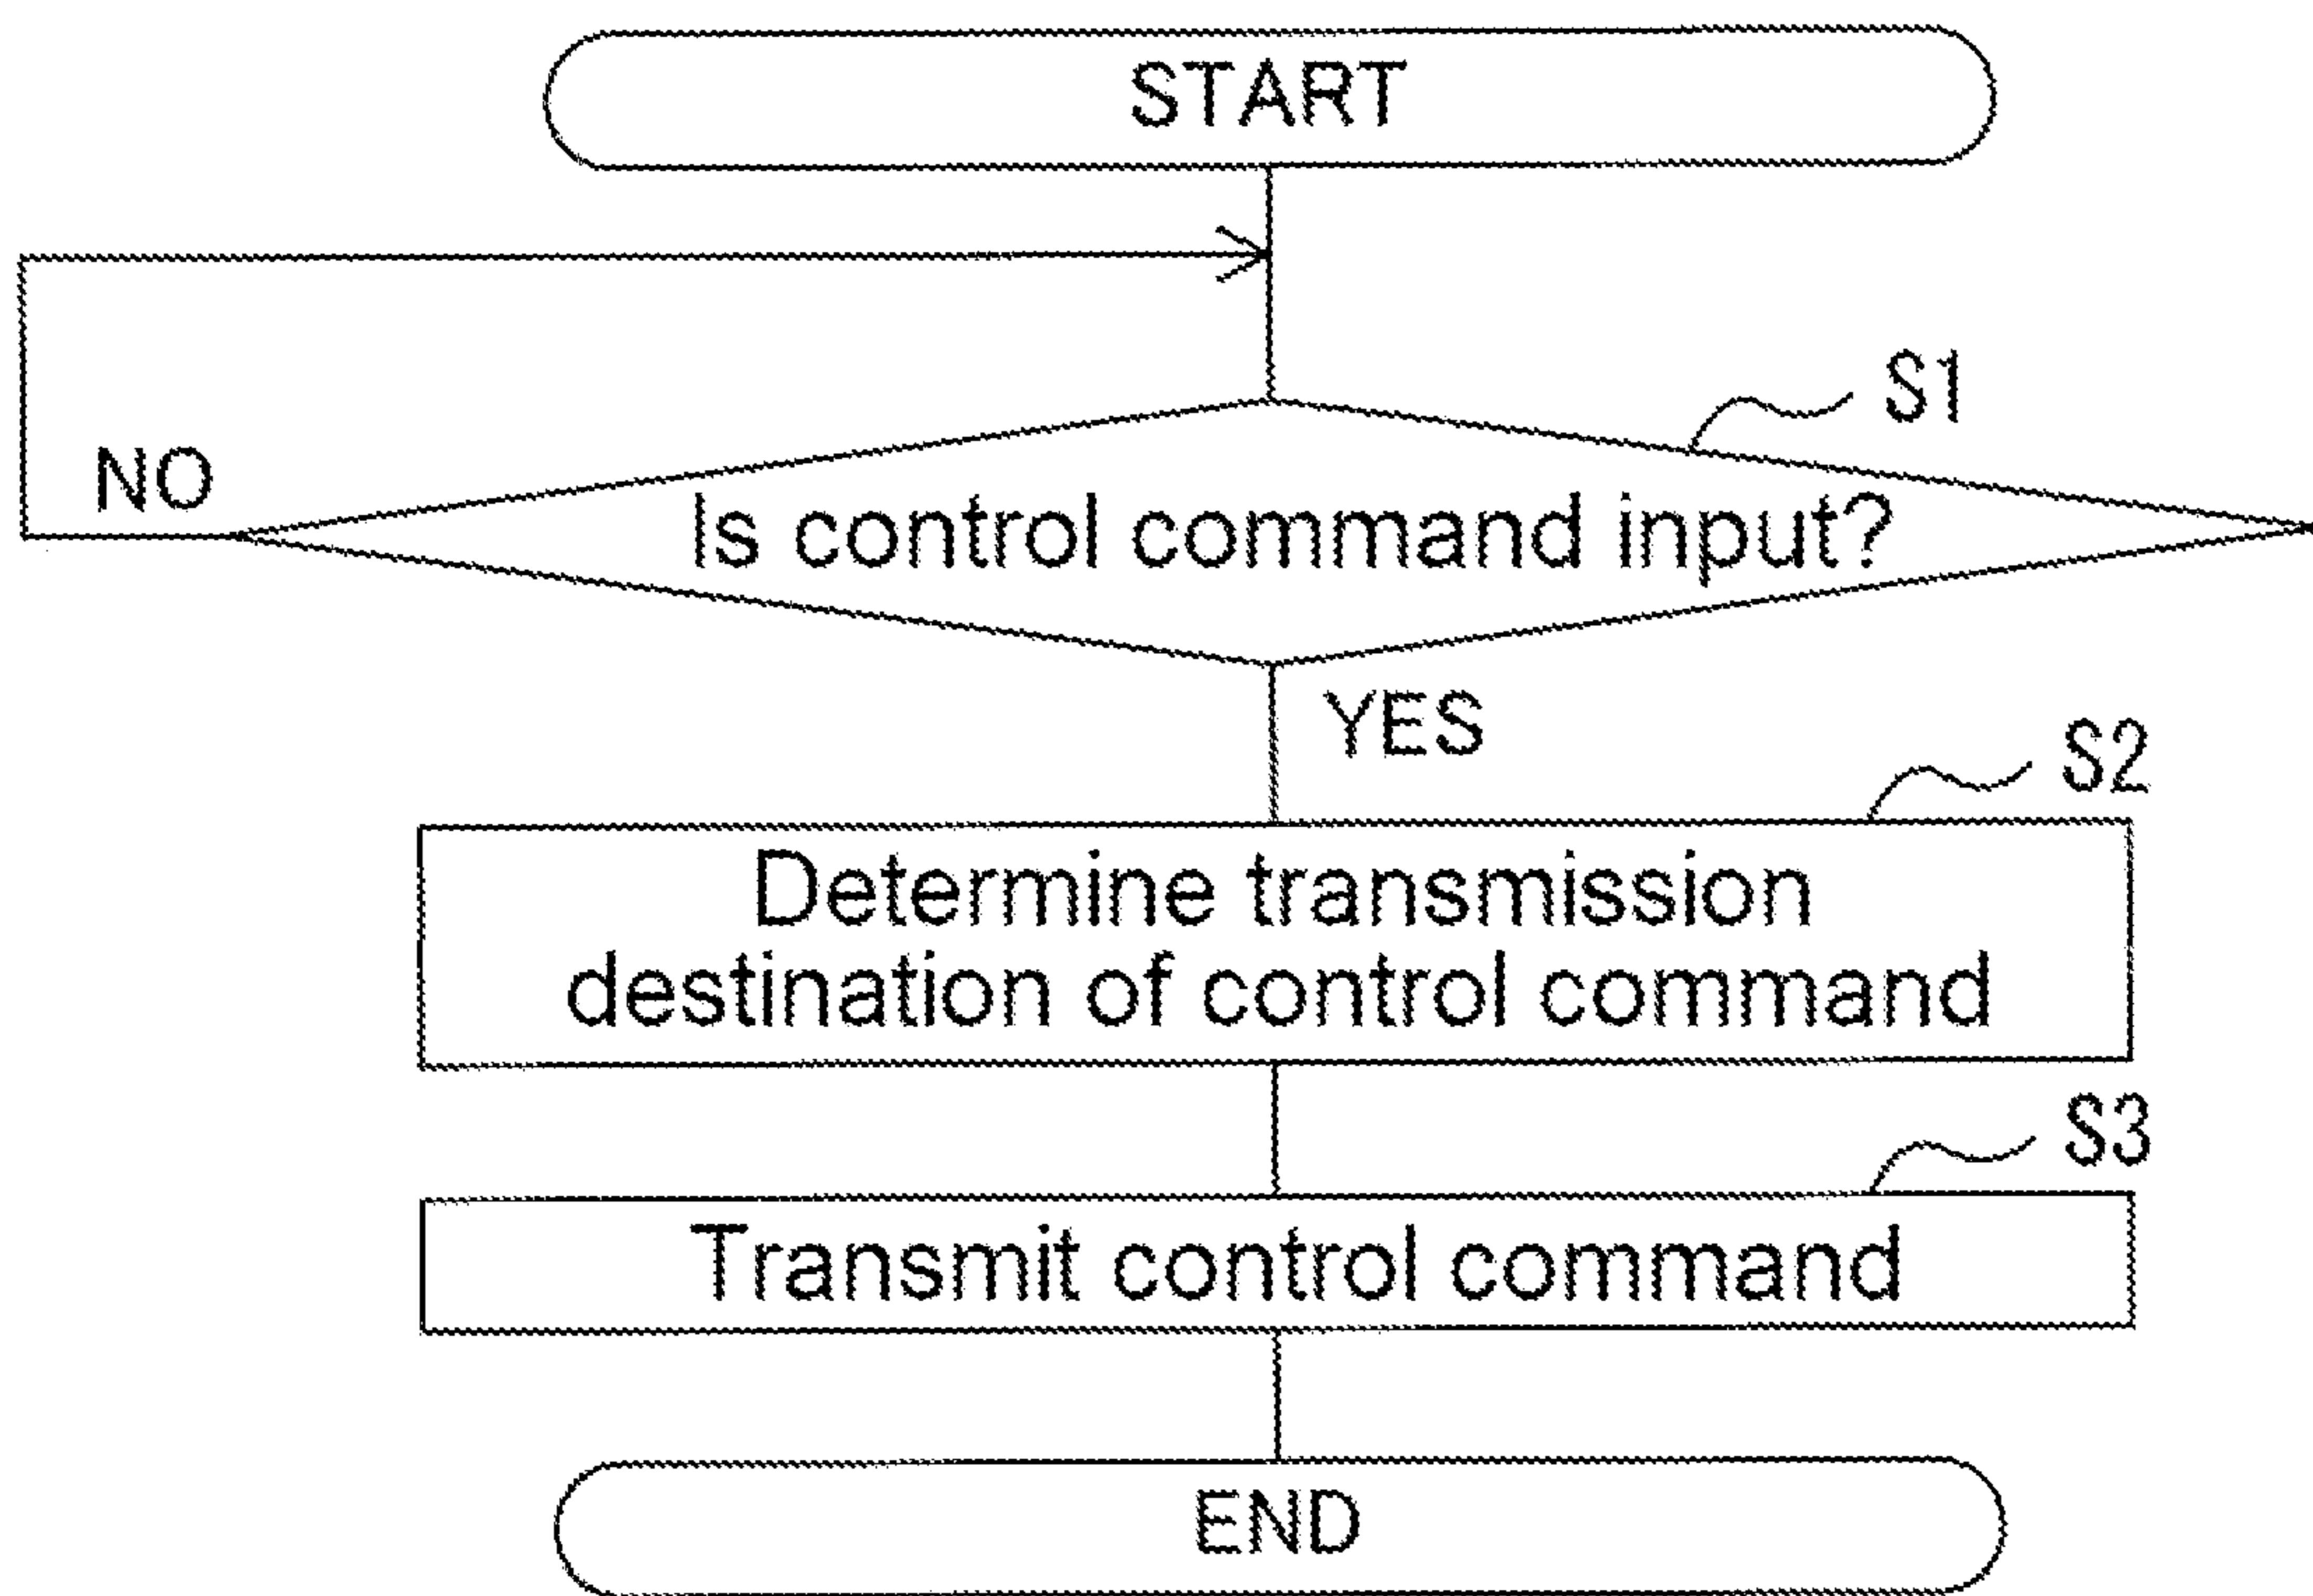 START
S1
NO
Is control command input?
YES
S2
Determine transmission
destination of control command
S3
Transmit control command
END